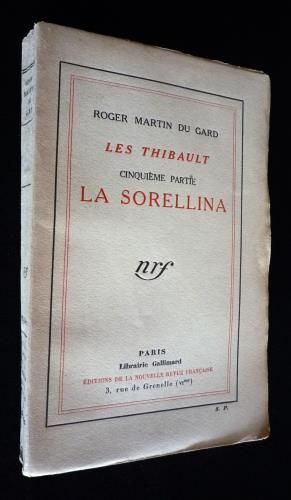 ROGER MARTIN DU GARD
LES THIBAULT
CINQUIÈME PARTIE
LA SORELLINA
nrf
PARIS
Librairie Gallimard
ÉDITIONS DE LA NOUVELLE REVUE FRANÇAISE
3, rue de Grenelle (VIme)
S. P.